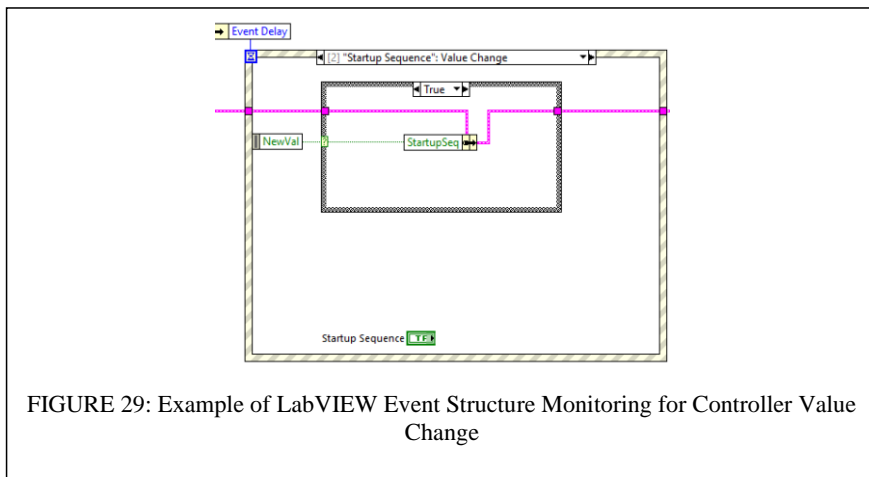 Event Delay
[2] "Startup Sequence": Value Change
True
NewVal
?
StartupSeq
Startup Sequence
TF
FIGURE 29: Example of LabVIEW Event Structure Monitoring for Controller Value
Change